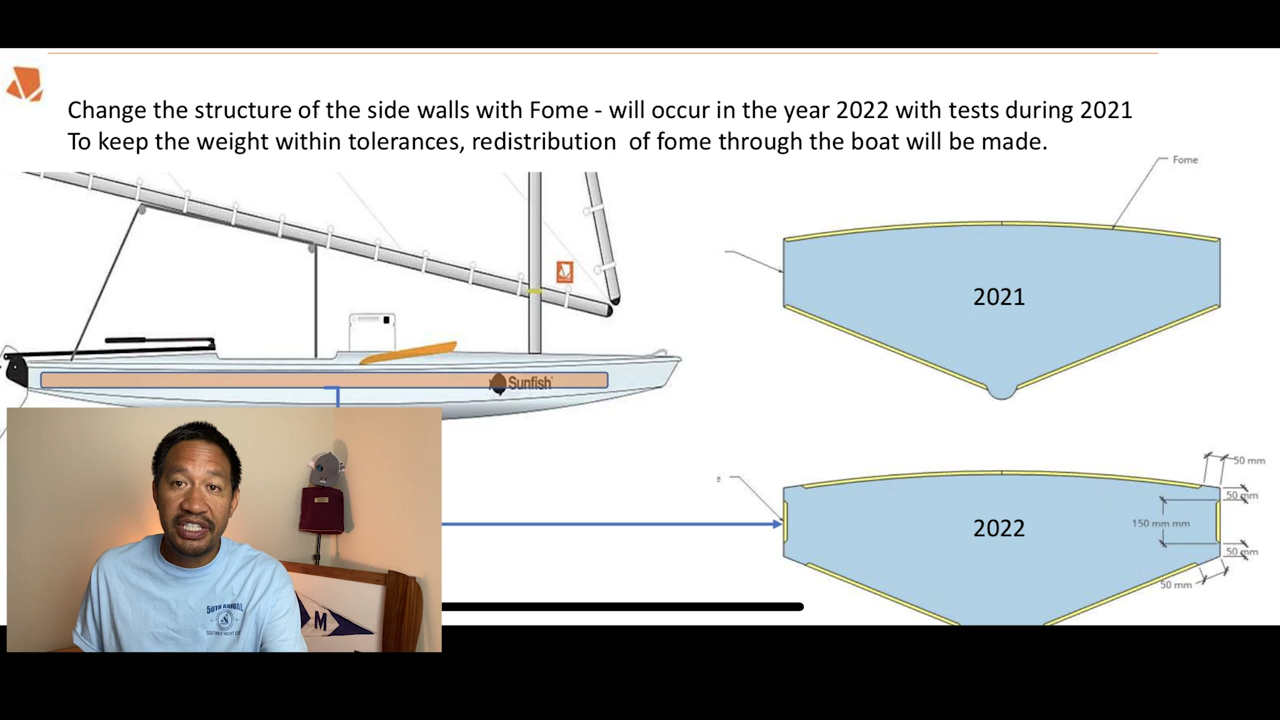 Change the structure of the side walls with Fome - will occur in the year 2022 with tests during 2021
To keep the weight within tolerances, redistribution of fome through the boat will be made.
Fome
2021
Sunfish
50 mm
50 mm
2022
150 mm mm
50 mm
50 mm
50TH ANNUAL
M